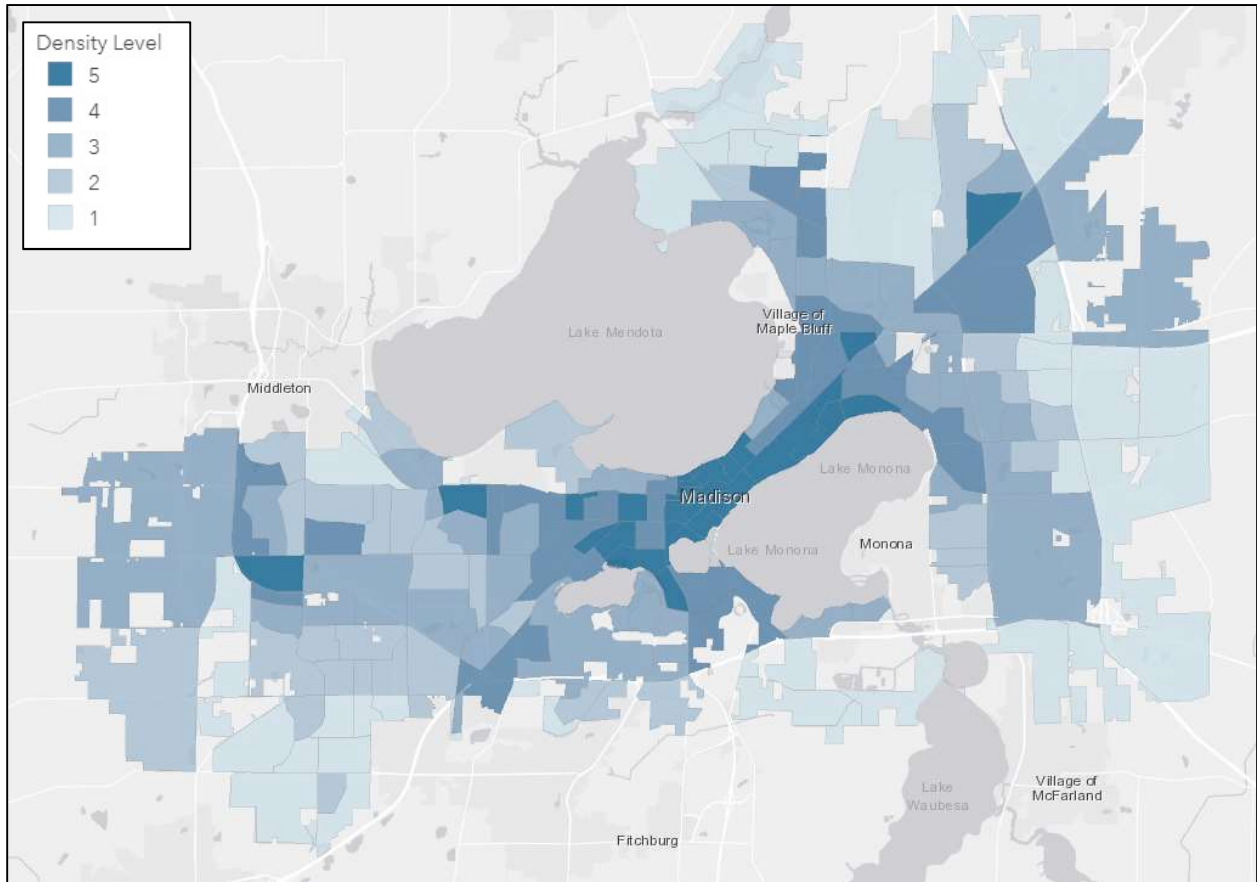 Density Level
5
4
3
2
1
Lake Mendota
Village of
Maple Bluff
Middleton
Lake Monona
Madison
Lake Monona
Monona
Lake
Waubesa
Village of
McFarland
Fitchburg